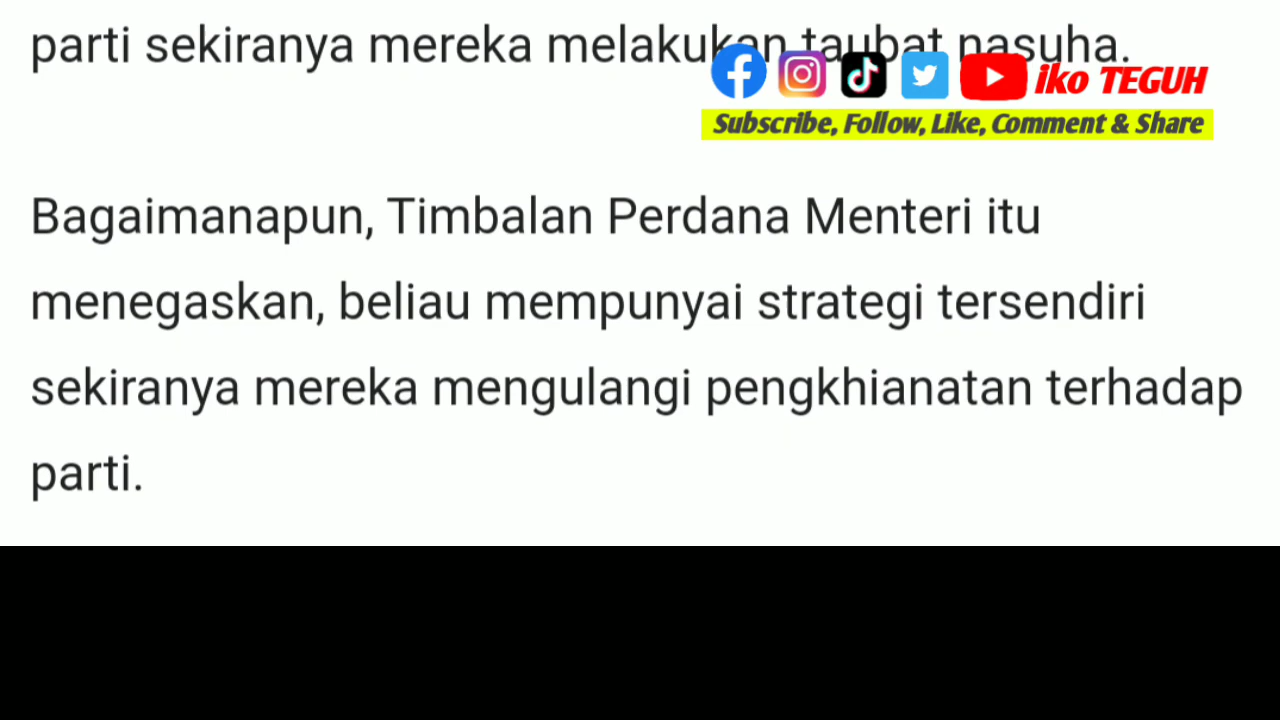 parti sekiranya mereka melakukan taubat nasuha.
iko TEGUH
Subscribe, Follow, Like, Comment & Share
Bagaimanapun, Timbalan Perdana Menteri itu
menegaskan, beliau mempunyai strategi tersendiri
sekiranya mereka mengulangi pengkhianatan terhadap
parti.